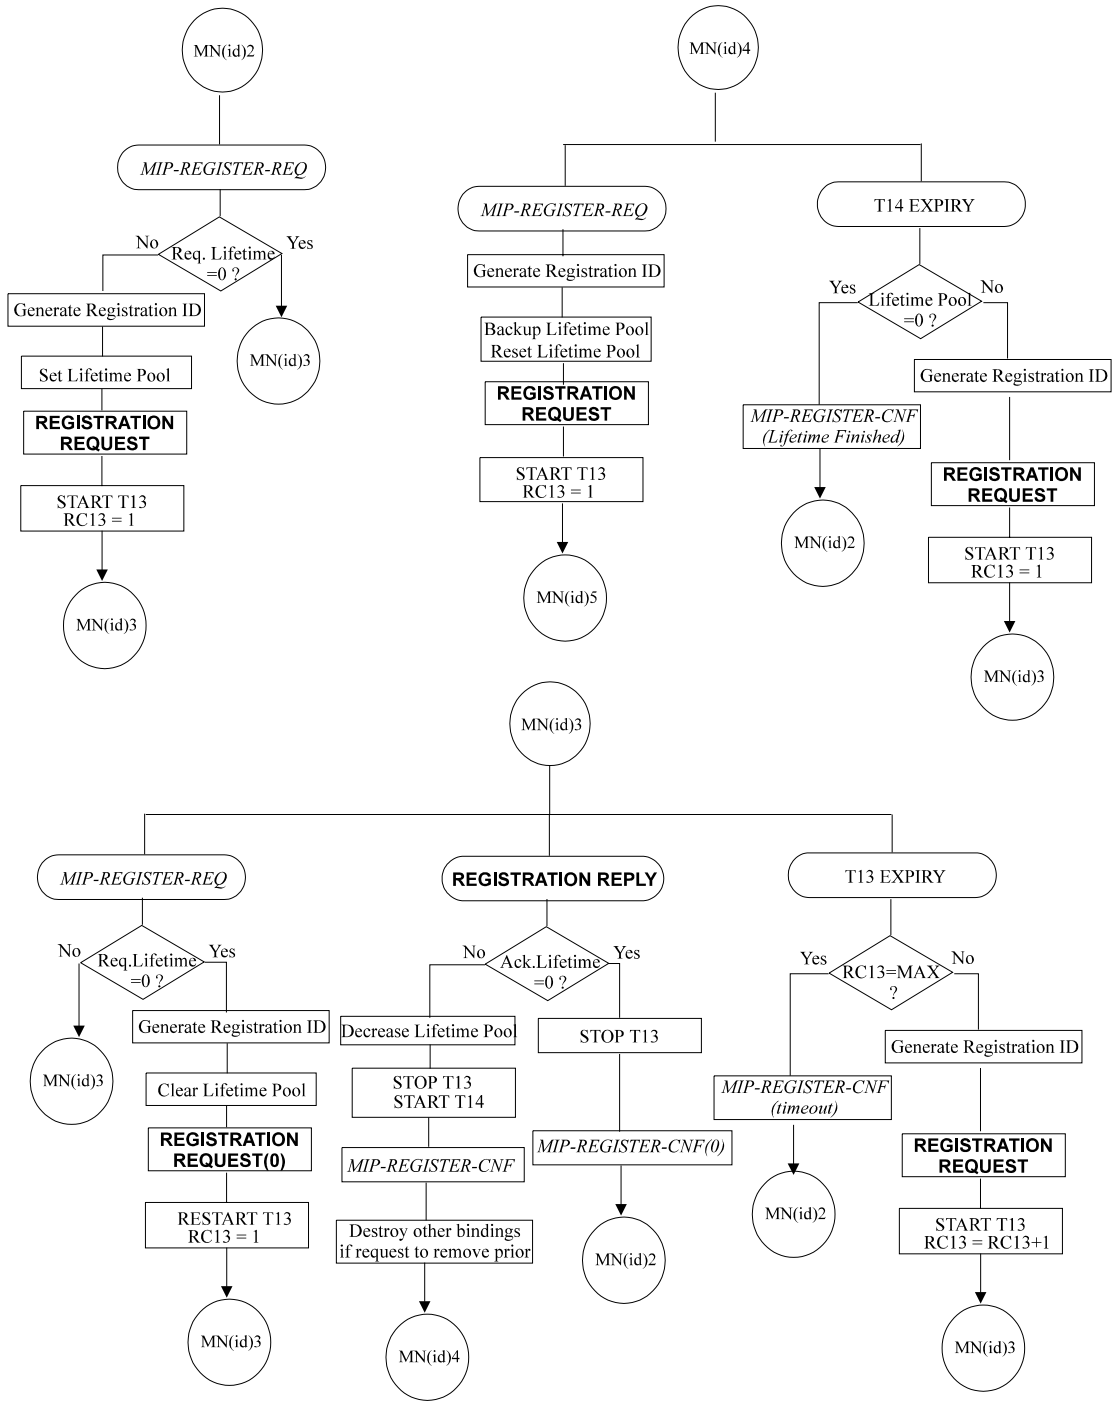 MN(id)2
MIP-REGISTER-REQ
No
Req. Lifetime
=0 ?
Yes
Generate Registration ID
MN(id)3
Set Lifetime Pool
REGISTRATION
REQUEST
START T13
RC13 = 1
MN(id)3
MN(id)4
MIP-REGISTER-REQ
Generate Registration ID
Backup Lifetime Pool
Reset Lifetime Pool
REGISTRATION
REQUEST
START T13
RC13 = 1
MN(id)5
T14 EXPIRY
Yes
Lifetime Pool
=0 ?
No
MIP-REGISTER-CNF
(Lifetime Finished)
MN(id)2
Generate Registration ID
REGISTRATION
REQUEST
START T13
RC13 = 1
MN(id)3
MN(id)3
MIP-REGISTER-REQ
No
Req.Lifetime
=0 ?
Yes
MN(id)3
Generate Registration ID
Clear Lifetime Pool
REGISTRATION
REQUEST(0)
RESTART T13
RC13 = 1
MN(id)3
REGISTRATION REPLY
No
Ack.Lifetime
=0 ?
Yes
Decrease Lifetime Pool
STOP T13
START T14
MIP-REGISTER-CNF
Destroy other bindings
if request to remove prior
MN(id)4
STOP T13
MIP-REGISTER-CNF(0)
MN(id)2
T13 EXPIRY
Yes
RC13=MAX
?
No
MIP-REGISTER-CNF
(timeout)
MN(id)2
Generate Registration ID
REGISTRATION
REQUEST
START T13
RC13 = RC13+1
MN(id)3